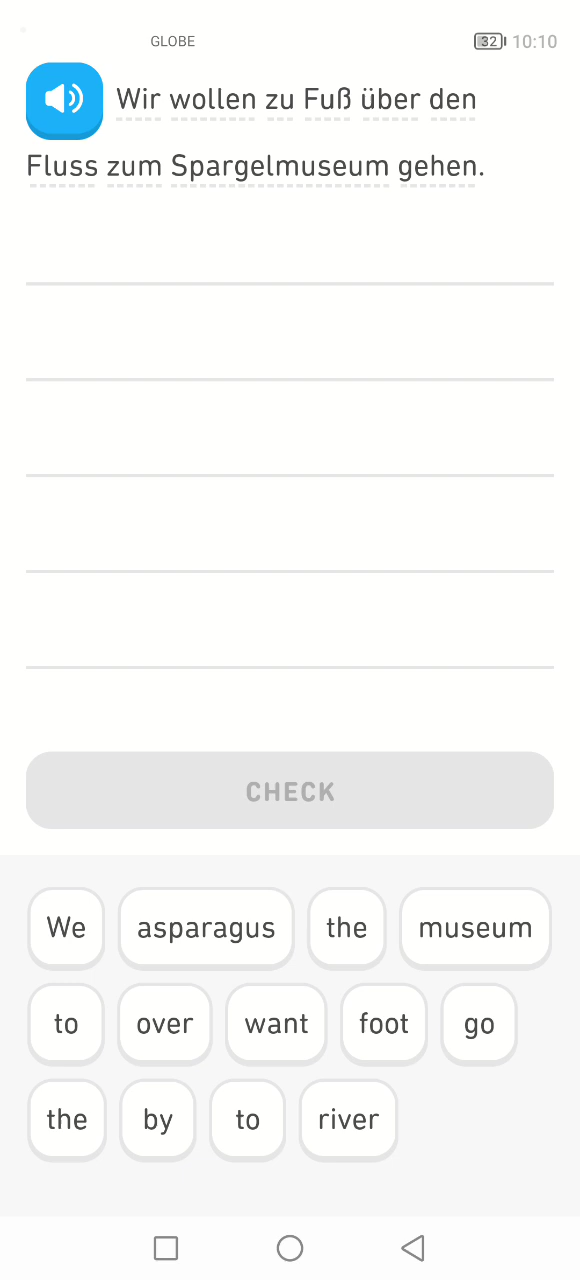 GLOBE 32 10:10
Wir wollen zu Fuß über den
Fluss zum Spargelmuseum gehen.
CHECK
We asparagus the museum
to over want foot go
the by to river